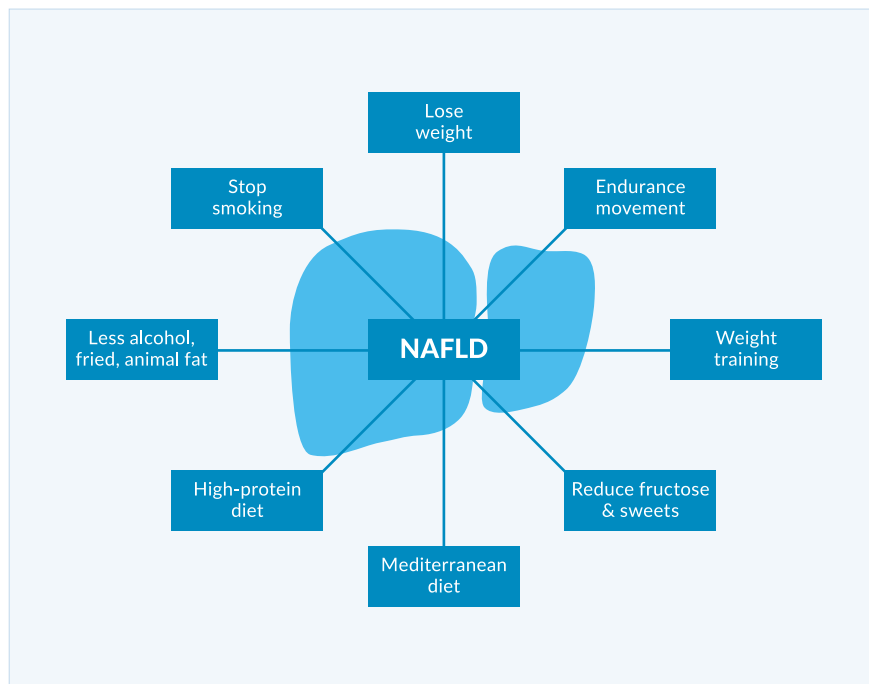 Lose
weight
Stop
smoking
Endurance
movement
Less alcohol,
fried, animal fat
NAFLD
Weight
training
High-protein
diet
Reduce fructose
& sweets
Mediterranean
diet